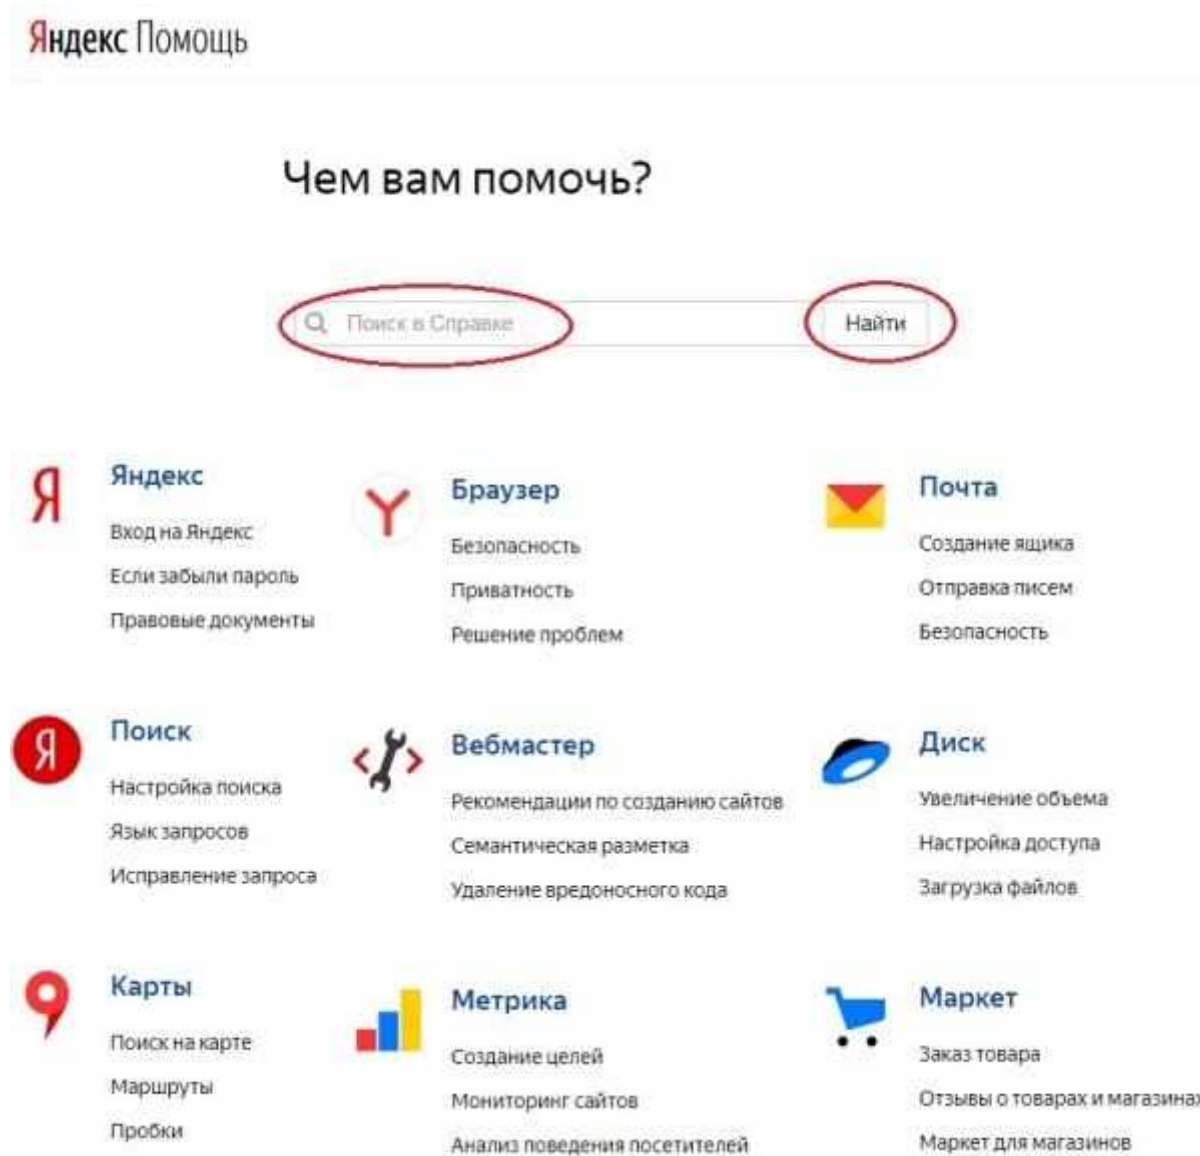 Яндекс Помощь
Чем вам помочь?
Поиск в Справке
Найти
Яндекс
Вход на Яндекс
Если забыли пароль
Правовые документы
Браузер
Безопасность
Приватность
Решение проблем
Почта
Создание ящика
Отправка писем
Безопасность
Поиск
Настройка поиска
Язык запросов
Исправление запроса
Вебмастер
Рекомендации по созданию сайтов
Семантическая разметка
Удаление вредоносного кода
Диск
Увеличение объема
Настройка доступа
Загрузка файлов
Карты
Поиск на карте
Маршруты
Пробки
Метрика
Создание целей
Мониторинг сайтов
Анализ поведения посетителей
Маркет
Заказ товара
Отзывы о товарах и магазинах
Маркет для магазинов